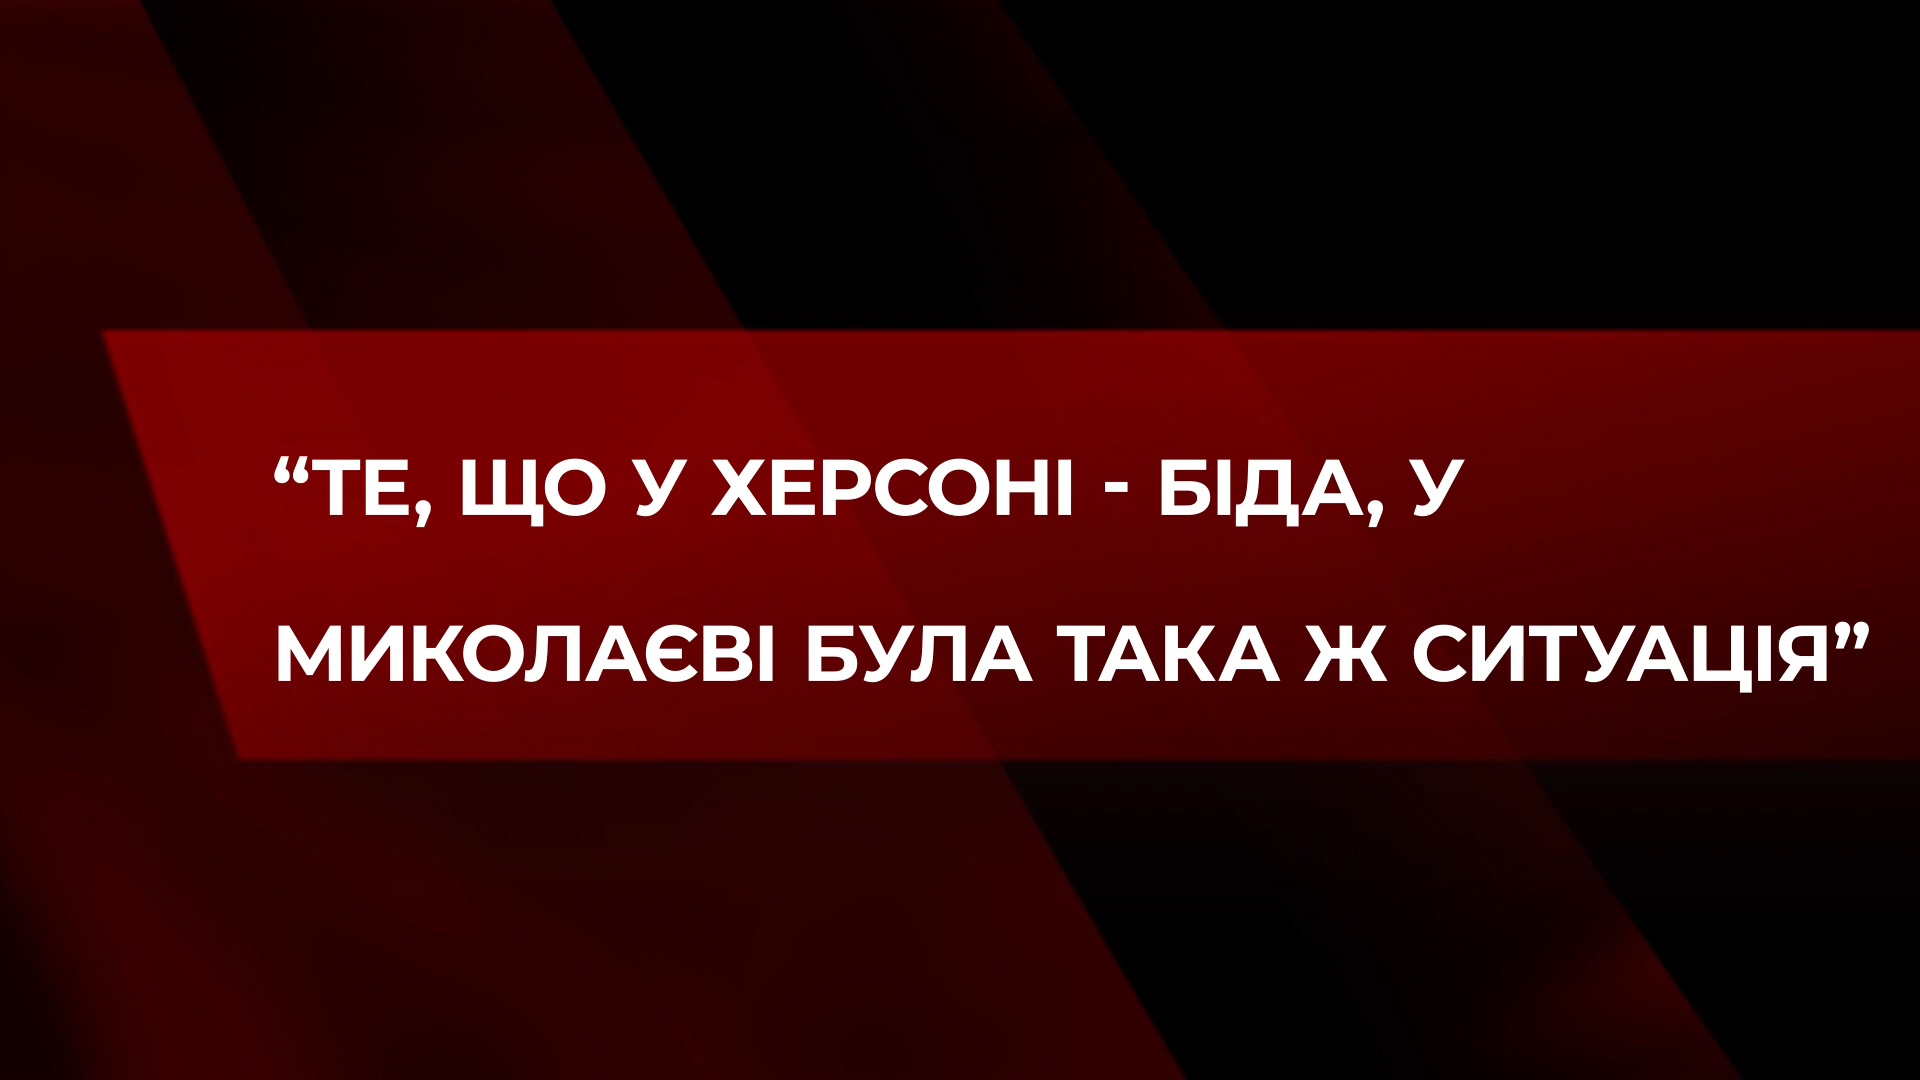 “ТЕ, ЩО У ХЕРСОНІ - БІДА, У
МИКОЛАЄВІ БУЛА ТАКА Ж СИТУАЦІЯ”